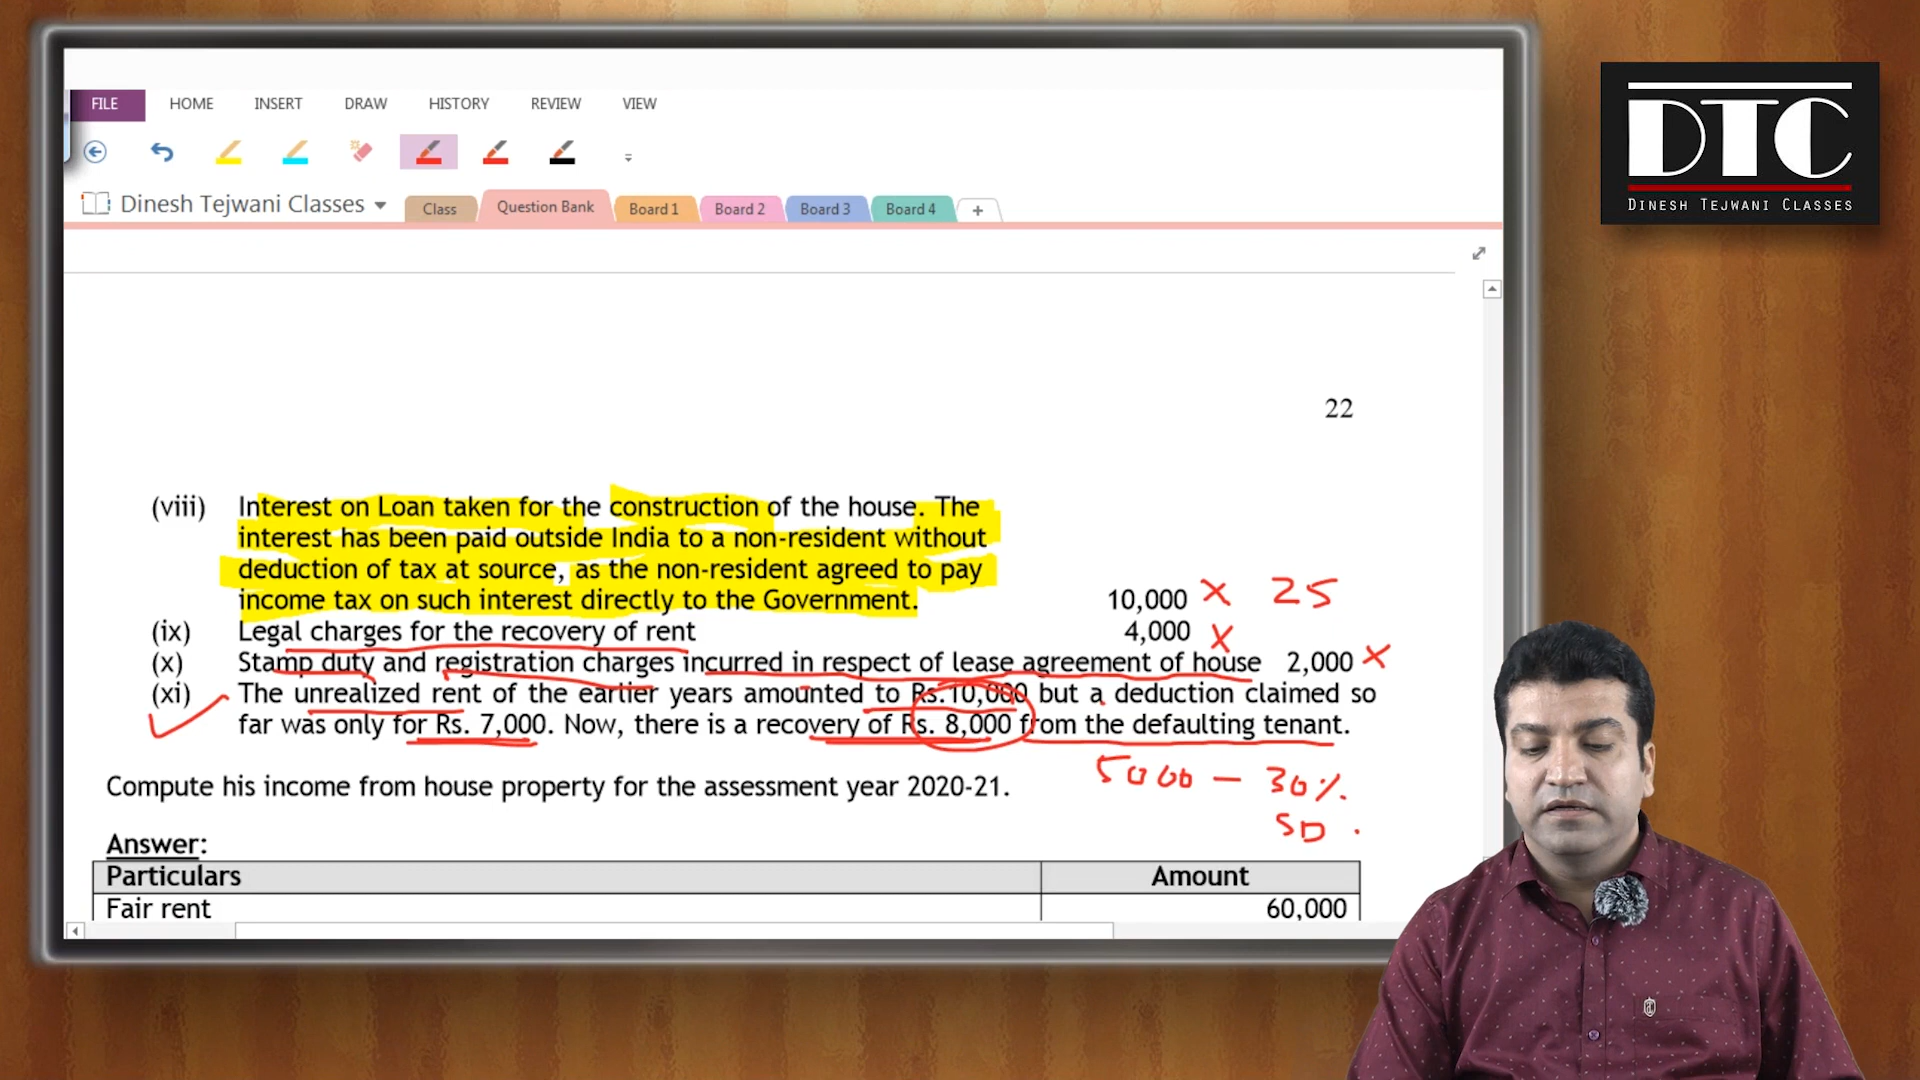 FILE HOME INSERT DRAW HISTORY REVIEW VIEW
Dinesh Tejwani Classes Class Question Bank Board 1 Board 2 Board 3 Board 4 +
DTC
DINESH TEJWANI CLASSES
22
(viii) Interest on Loan taken for the construction of the house. The
interest has been paid outside India to a non-resident without
deduction of tax at source, as the non-resident agreed to pay
income tax on such interest directly to the Government. 10,000 X 25
(ix) Legal charges for the recovery of rent 4,000 X
(x) Stamp duty and registration charges incurred in respect of lease agreement of house 2,000 X
(xi) The unrealized rent of the earlier years amounted to Rs. 10,000 but a deduction claimed so
far was only for Rs. 7,000. Now, there is a recovery of Rs. 8,000 from the defaulting tenant.
5000 - 30%
SD.
Compute his income from house property for the assessment year 2020-21.
Answer:
Particulars Amount
Fair rent 60,000